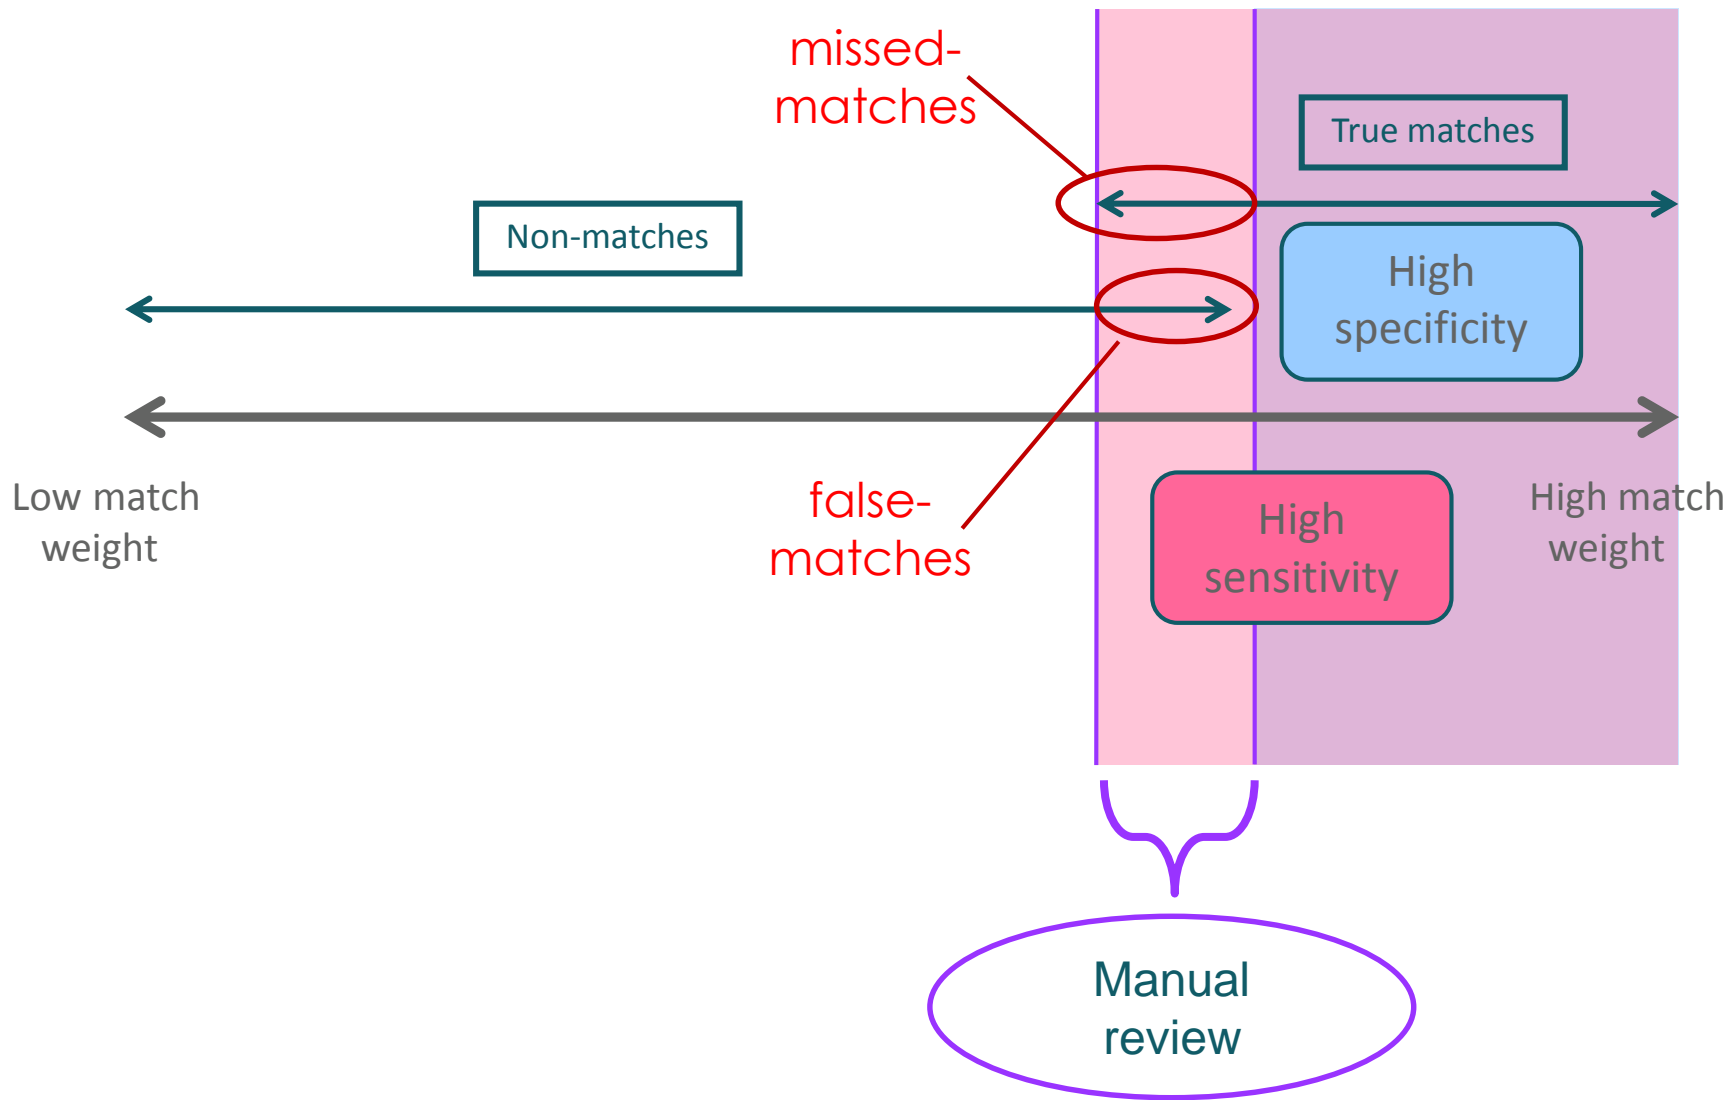 missed-
matches
True matches
Non-matches
High
specificity
Low match
weight
false-
matches
High
sensitivity
High match
weight
Manual
review